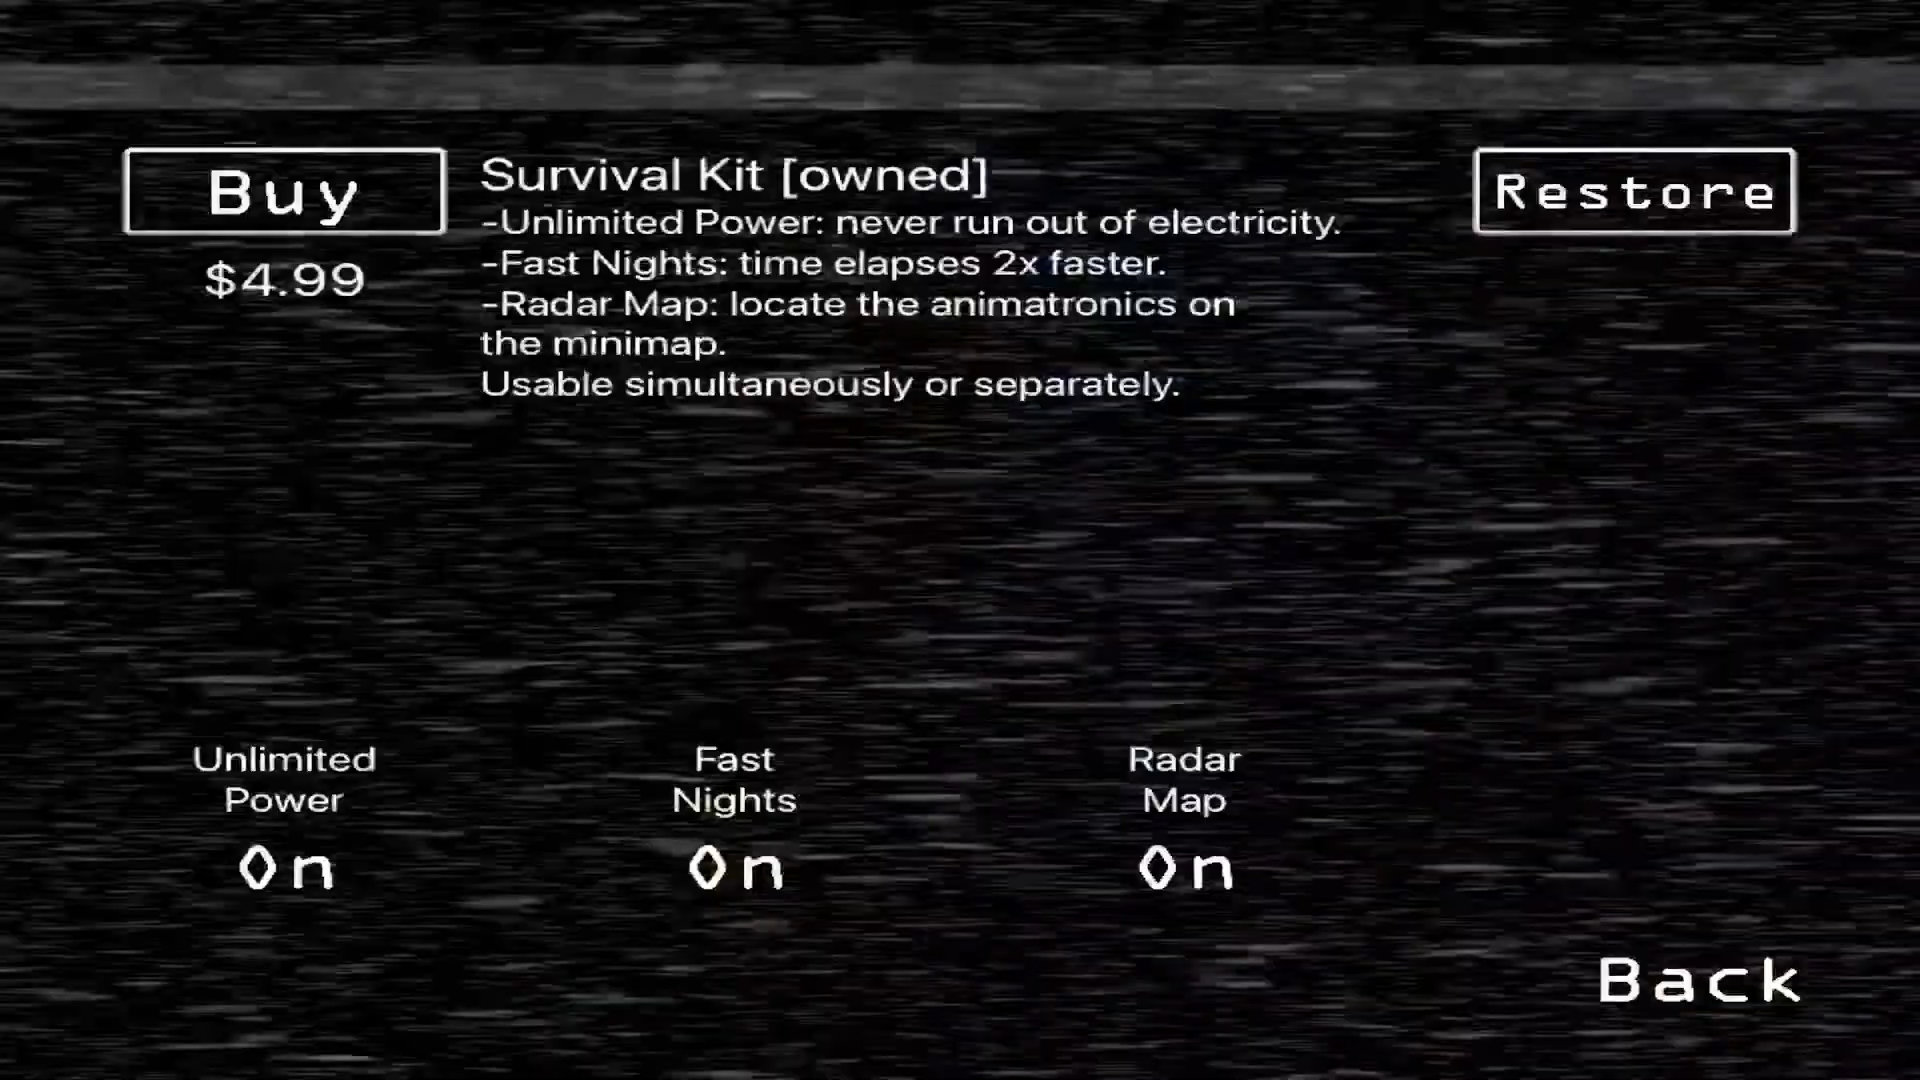 Buy
$4.99
Survival Kit [owned]
-Unlimited Power: never run out of electricity.
-Fast Nights: time elapses 2x faster.
-Radar Map: locate the animatronics on
the minimap.
Usable simultaneously or separately.
Restore
Unlimited
Power
On
Fast
Nights
On
Radar
Map
On
Back